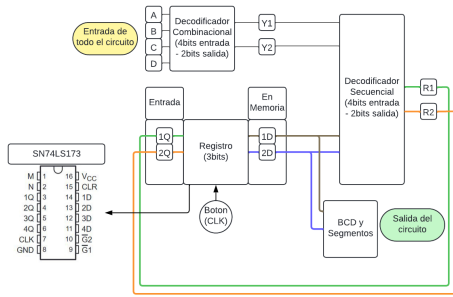 Entrada de
todo el circuito
A
B
C
D
Decodificador
Combinacional
(4bits entrada
- 2bits salida)
Y1
Y2
Decodificador
Secuencial
(4bits entrada
- 2bits salida)
R1
R2
Entrada
En
Memoria
1Q
2Q
Registro
(3bits)
1D
2D
Boton
(CLK)
BCD y
Segmentos
Salida del
circuito
SN74LS173
M 1 16 VCC
N 2 15 CLR
1Q 3 14 1D
2Q 4 13 2D
3Q 5 12 3D
4Q 6 11 4D
CLK 7 10 G̅2
GND 8 9 G̅1